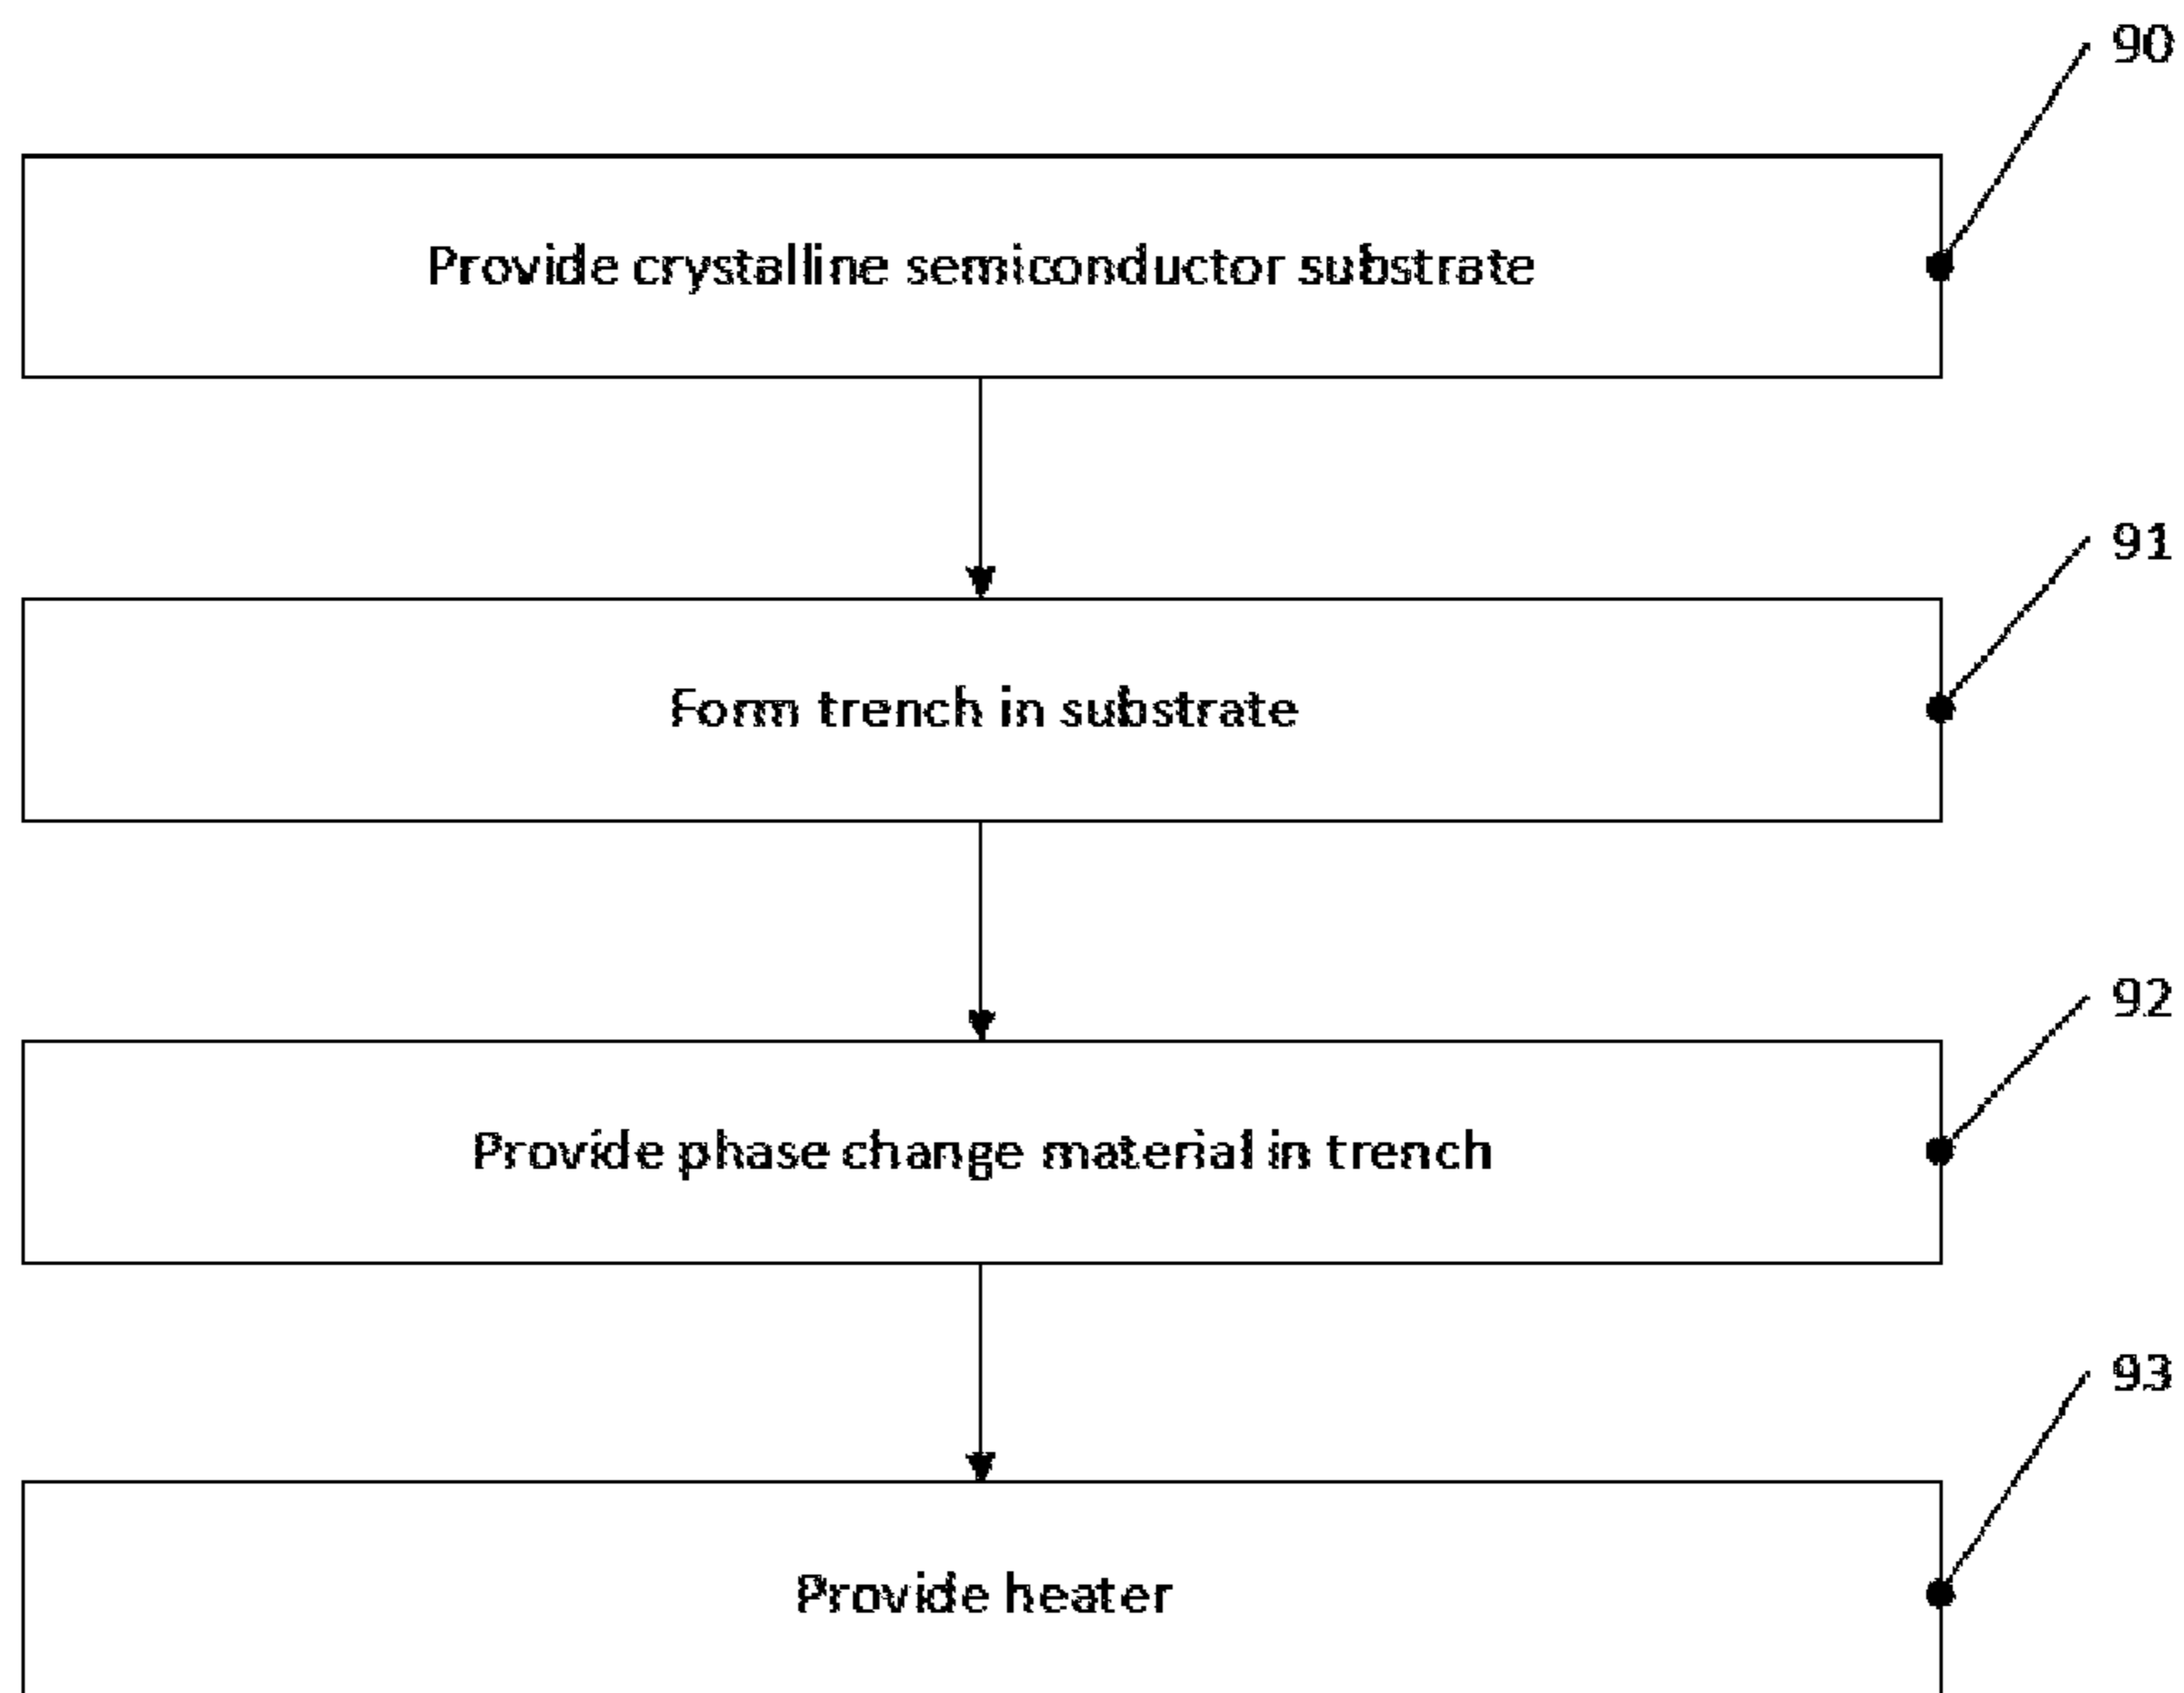 90
Provide crystalline semiconductor substrate
91
Form trench in substrate
92
Provide phase change material in trench
93
Provide heater